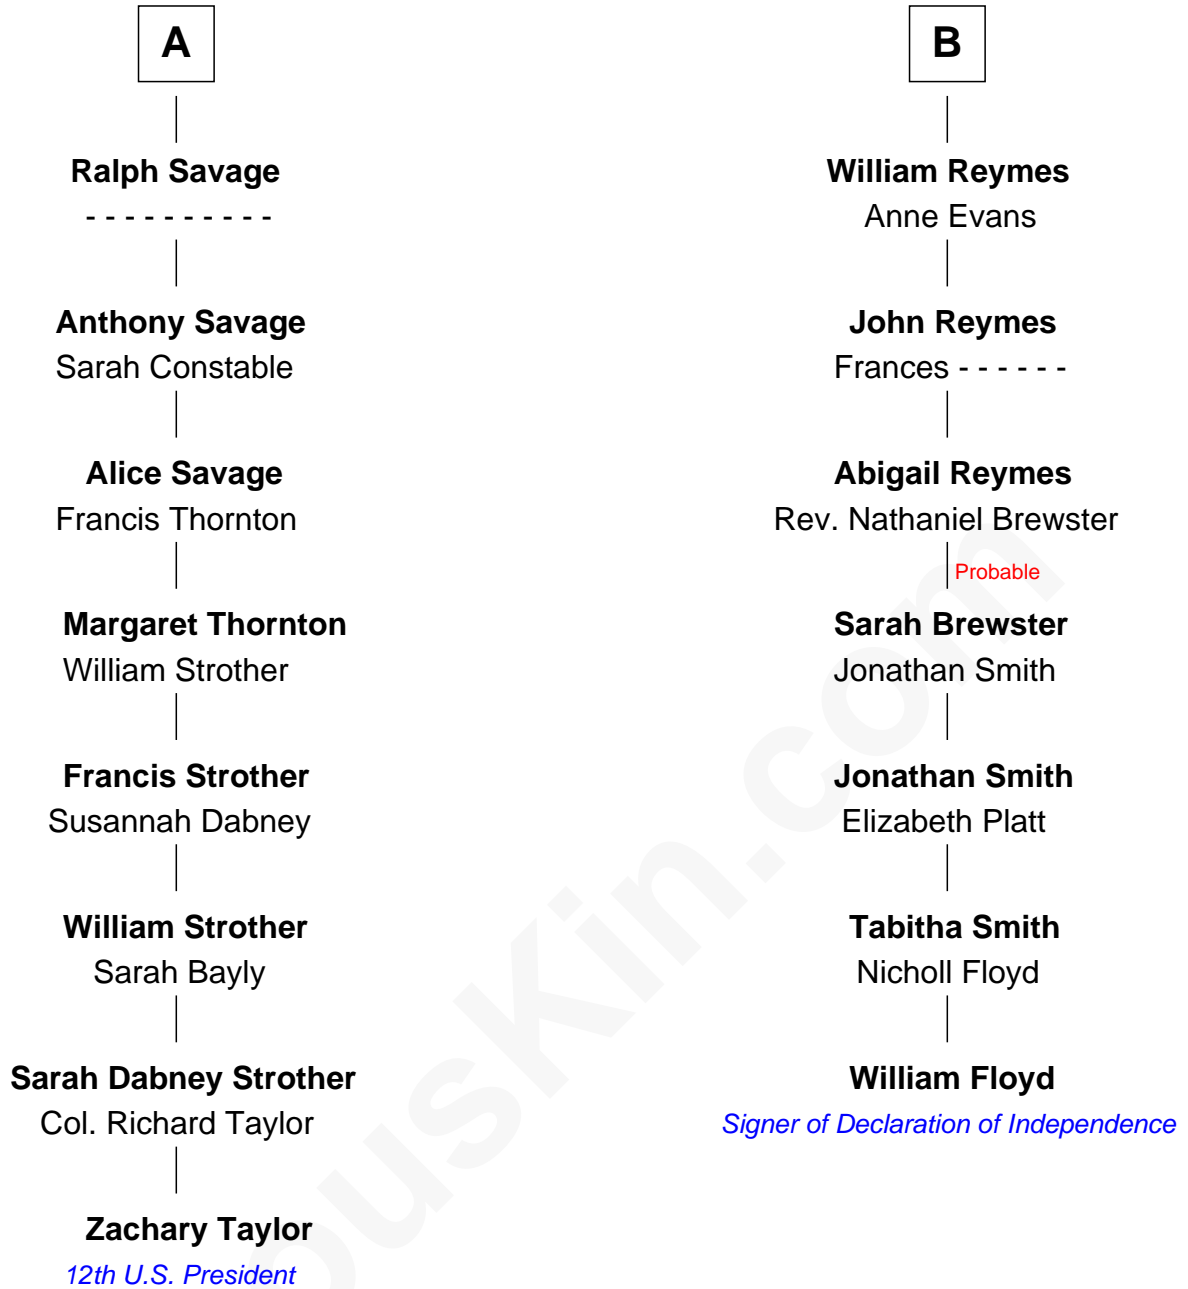 A
Ralph Savage
- - - - - - - - - -
Anthony Savage
Sarah Constable
Alice Savage
Francis Thornton
Margaret Thornton
William Strother
Francis Strother
Susannah Dabney
William Strother
Sarah Bayly
Sarah Dabney Strother
Col. Richard Taylor
Zachary Taylor
12th U.S. President
B
William Reymes
Anne Evans
John Reymes
Frances - - - - - -
Abigail Reymes
Rev. Nathaniel Brewster
Probable
Sarah Brewster
Jonathan Smith
Jonathan Smith
Elizabeth Platt
Tabitha Smith
Nicholl Floyd
William Floyd
Signer of Declaration of Independence
ousKin.com